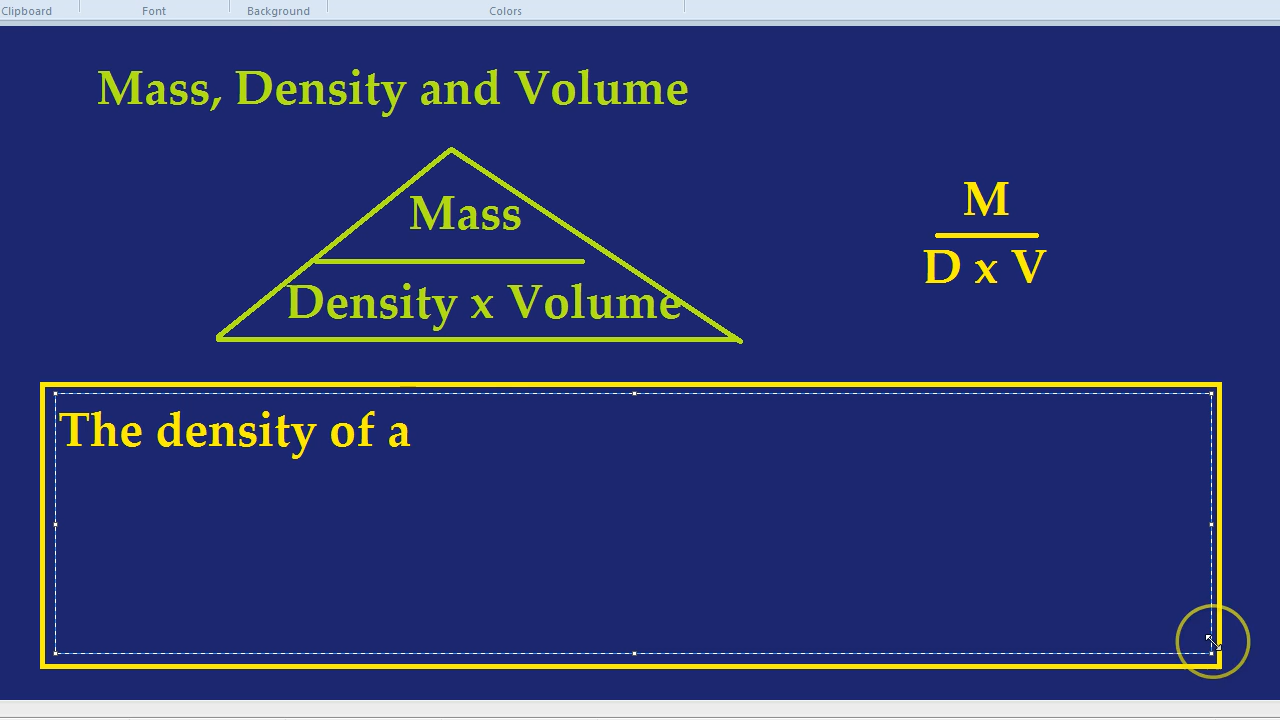 Clipboard Font Background Colors
Mass, Density and Volume
Mass
Density x Volume
M
D x V
The density of a